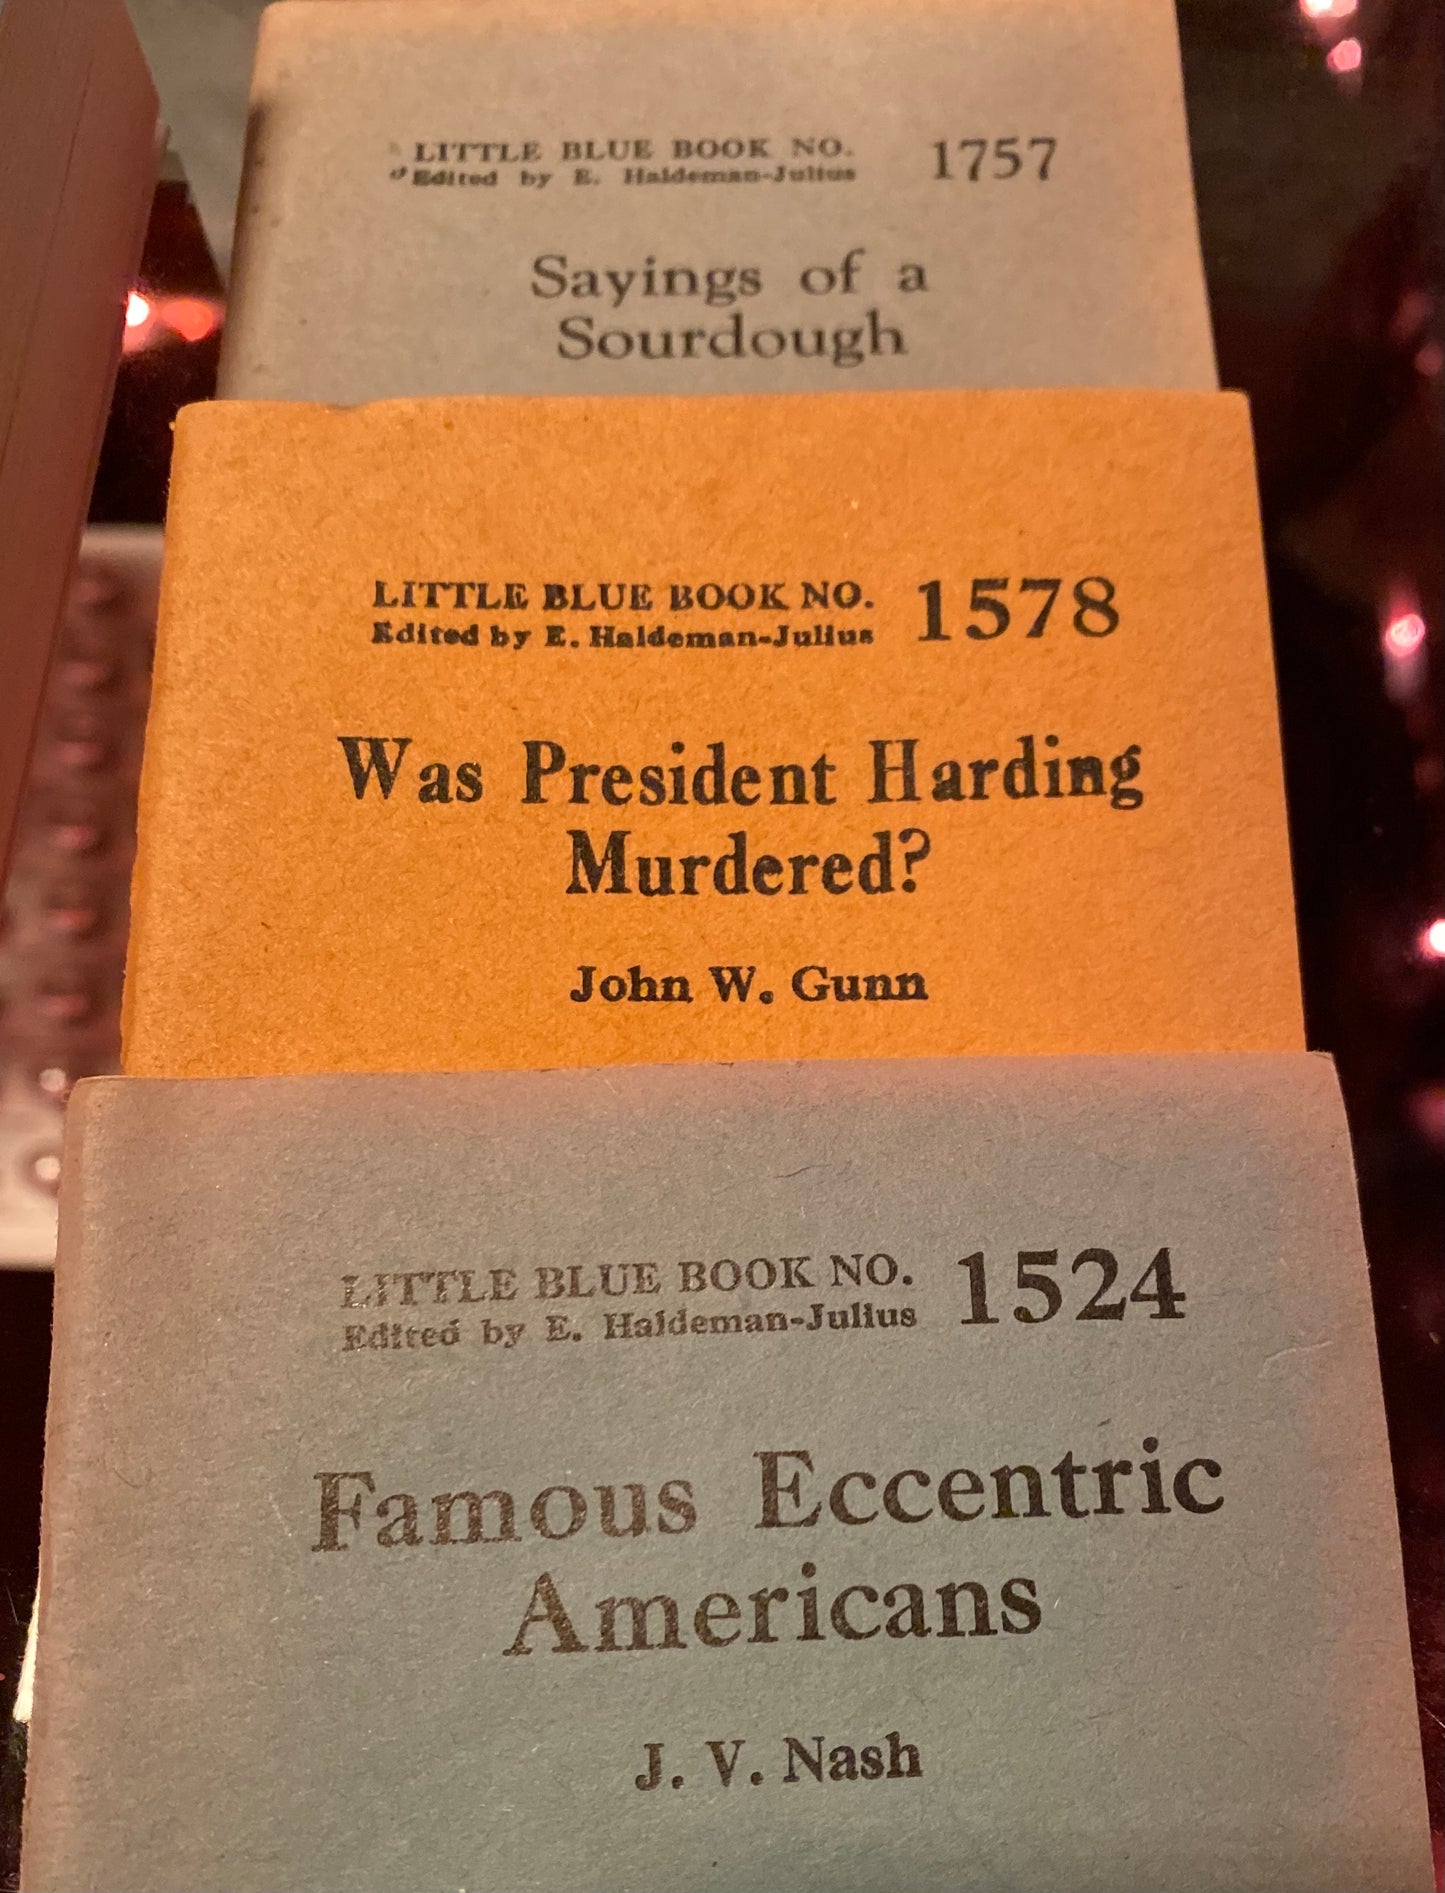 LITTLE BLUE BOOK NO. 1757
Edited by E. Haldeman-Julius
Sayings of a
Sourdough
LITTLE BLUE BOOK NO. 1578
Edited by E. Haldeman-Julius
Was President Harding
Murdered?
John W. Gunn
LITTLE BLUE BOOK NO. 1524
Edited by E. Haldeman-Julius
Famous Eccentric
Americans
J. V. Nash